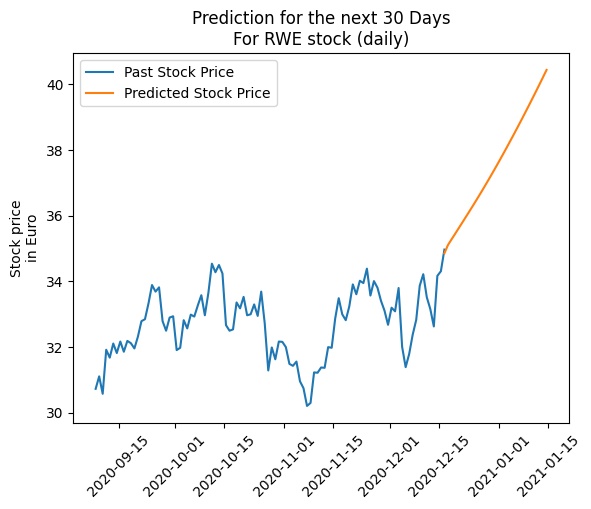 Prediction for the next 30 Days
For RWE stock (daily)
Past Stock Price
Predicted Stock Price
Stock price
in Euro
40
38
36
34
32
30
2020-09-15
2020-10-01
2020-10-15
2020-11-01
2020-11-15
2020-12-01
2020-12-15
2021-01-01
2021-01-15